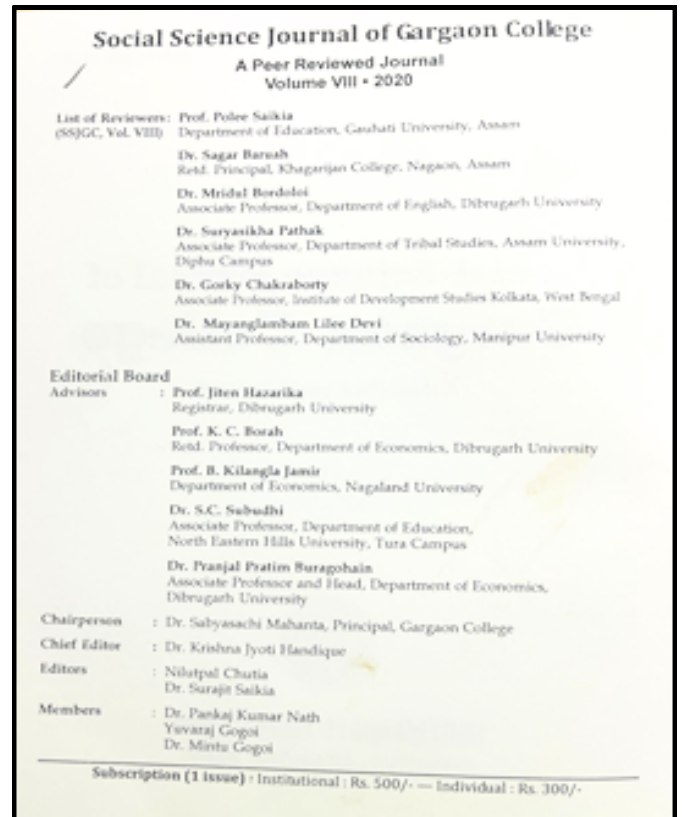 Social Science Journal of Gargaon College
A Peer Reviewed Journal
Volume VIII • 2020
List of Reviewers : Prof. Polee Saikia
(SSJGC, Vol. VIII) Department of Education, Gauhati University, Assam
Dr. Sagar Baruah
Retd. Principal, Khagarijan College, Nagaon, Assam
Dr. Mridul Bordoloi
Associate Professor, Department of English, Dibrugarh University
Dr. Suryasikha Pathak
Associate Professor, Department of Tribal Studies, Assam University,
Diphu Campus
Dr. Gorky Chakraborty
Associate Professor, Institute of Development Studies Kolkata, West Bengal
Dr. Mayanglambam Lilee Devi
Assistant Professor, Department of Sociology, Manipur University
Editorial Board
Advisors : Prof. Jiten Hazarika
Registrar, Dibrugarh University
Prof. K. C. Borah
Retd. Professor, Department of Economics, Dibrugarh University
Prof. B. Kilangla Jamir
Department of Economics, Nagaland University
Dr. S.C. Subudhi
Associate Professor, Department of Education,
North Eastern Hills University, Tura Campus
Dr. Pranjal Pratim Buragohain
Associate Professor and Head, Department of Economics,
Dibrugarh University
Chairperson : Dr. Sabyasachi Mahanta, Principal, Gargaon College
Chief Editor : Dr. Krishna Jyoti Handique
Editors : Nilutpal Chutia
Dr. Surajit Saikia
Members : Dr. Pankaj Kumar Nath
Yuvaraj Gogoi
Dr. Mintu Gogoi
Subscription (1 issue) : Institutional : Rs. 500/- — Individual : Rs. 300/-